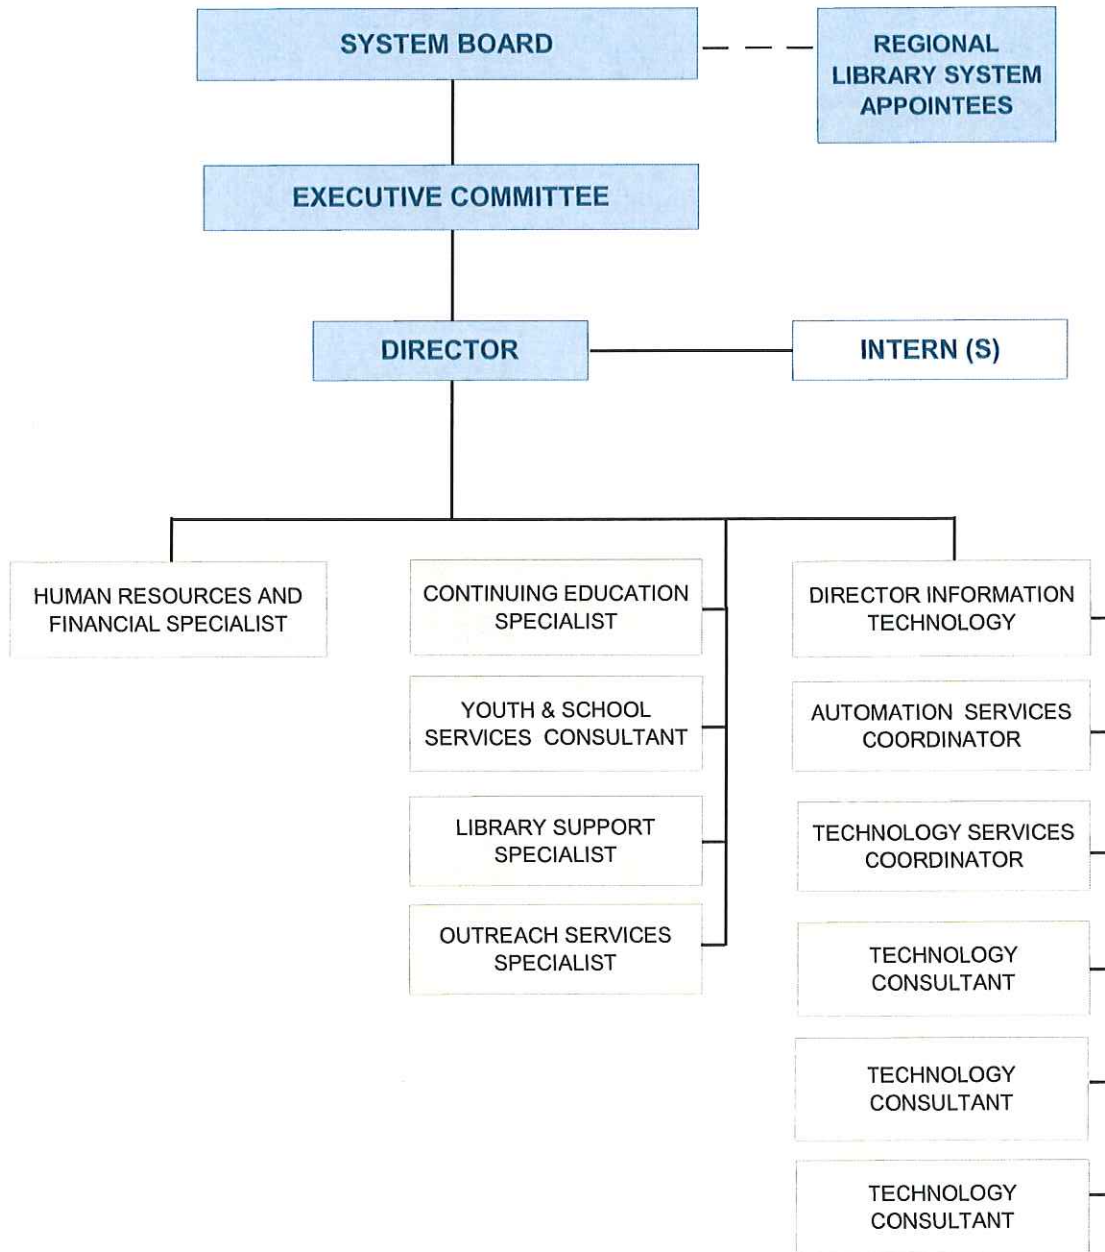 SYSTEM BOARD
REGIONAL
LIBRARY SYSTEM
APPOINTEES
EXECUTIVE COMMITTEE
DIRECTOR
INTERN (S)
HUMAN RESOURCES AND
FINANCIAL SPECIALIST
CONTINUING EDUCATION
SPECIALIST
YOUTH & SCHOOL
SERVICES CONSULTANT
LIBRARY SUPPORT
SPECIALIST
OUTREACH SERVICES
SPECIALIST
DIRECTOR INFORMATION
TECHNOLOGY
AUTOMATION SERVICES
COORDINATOR
TECHNOLOGY SERVICES
COORDINATOR
TECHNOLOGY
CONSULTANT
TECHNOLOGY
CONSULTANT
TECHNOLOGY
CONSULTANT